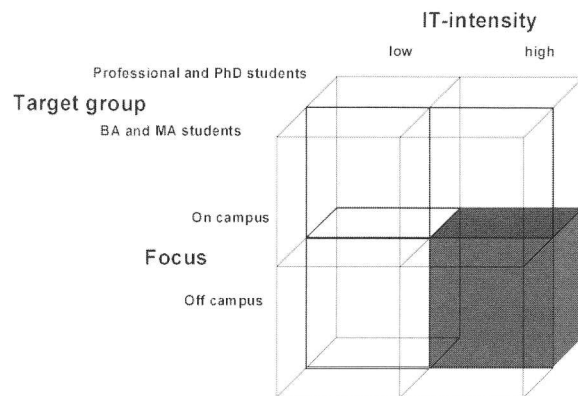 IT-intensity
low high
Professional and PhD students
Target group
BA and MA students
On campus
Focus
Off campus